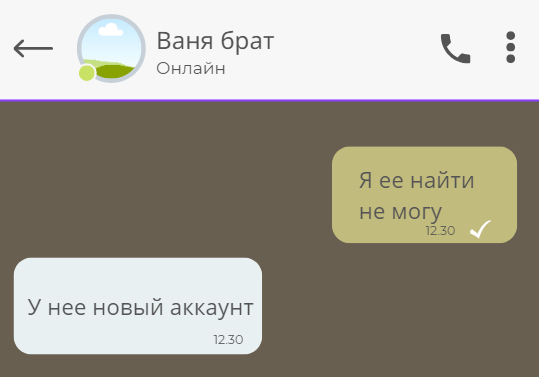 Ваня брат
Онлайн
Я ее найти
не могу
12.30
У нее новый аккаунт
12.30